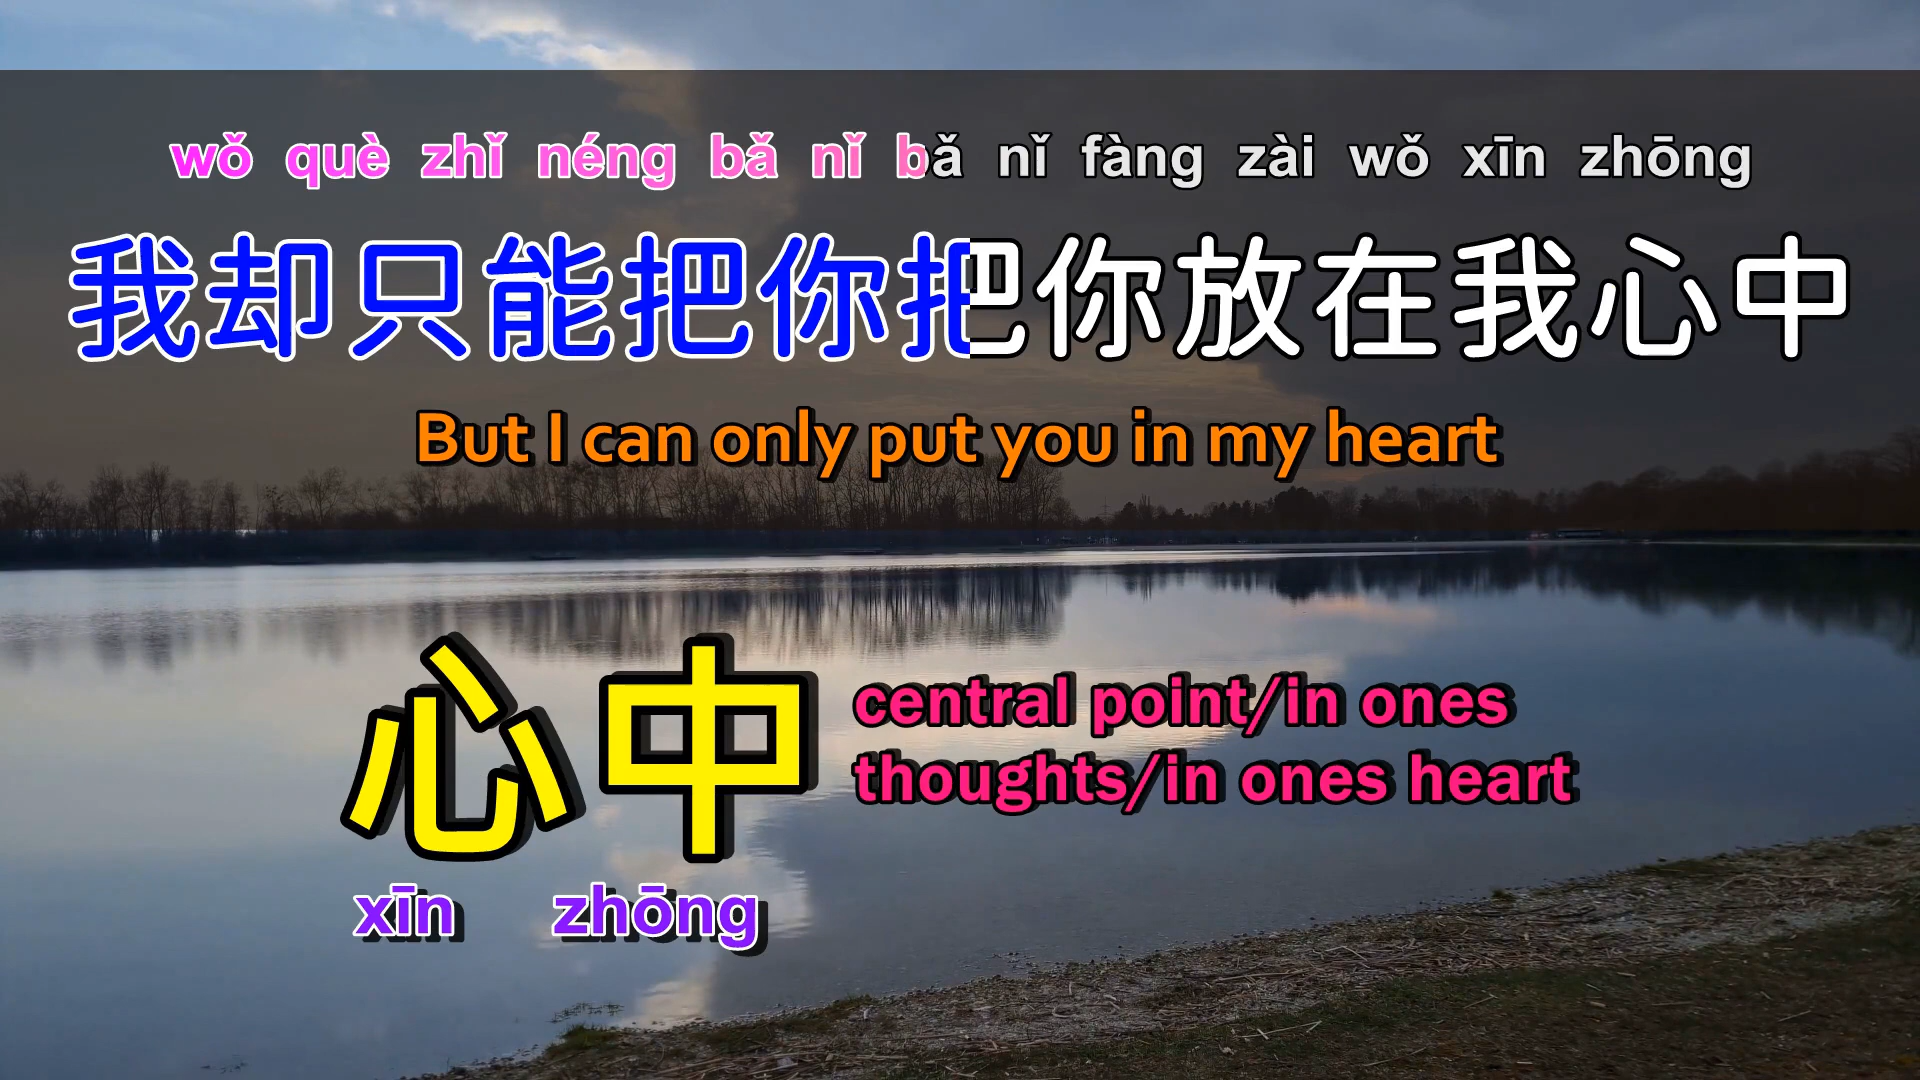 wǒ què zhǐ néng bǎ nǐ bǎ nǐ fàng zài wǒ xīn zhōng
我却只能把你把你放在我心中
But I can only put you in my heart
心中
central point/in ones
thoughts/in ones heart
xīn zhōng